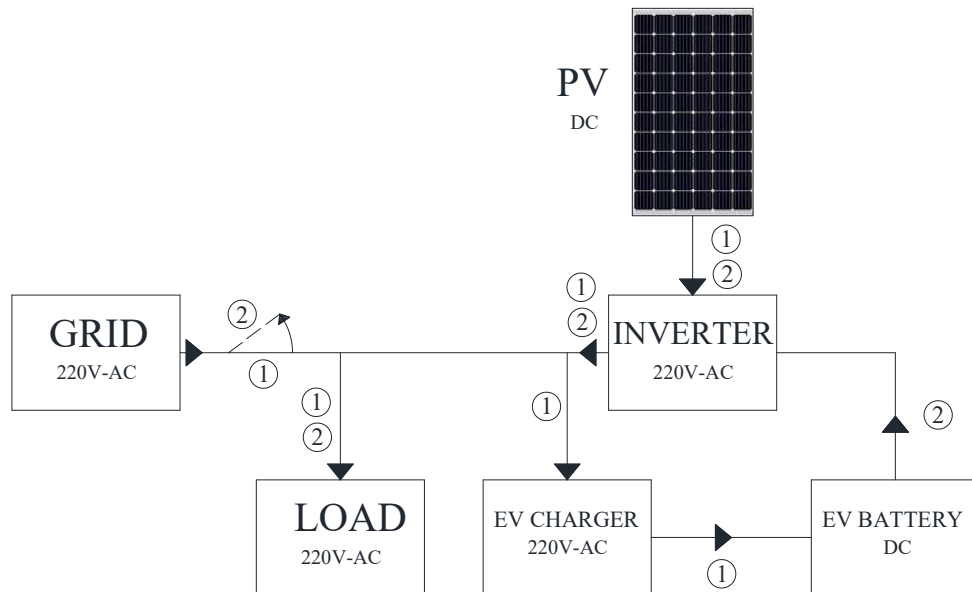 PV
DC
①
②
①
②
GRID
220V-AC
②
①
INVERTER
220V-AC
①
②
①
②
LOAD
220V-AC
EV CHARGER
220V-AC
①
EV BATTERY
DC